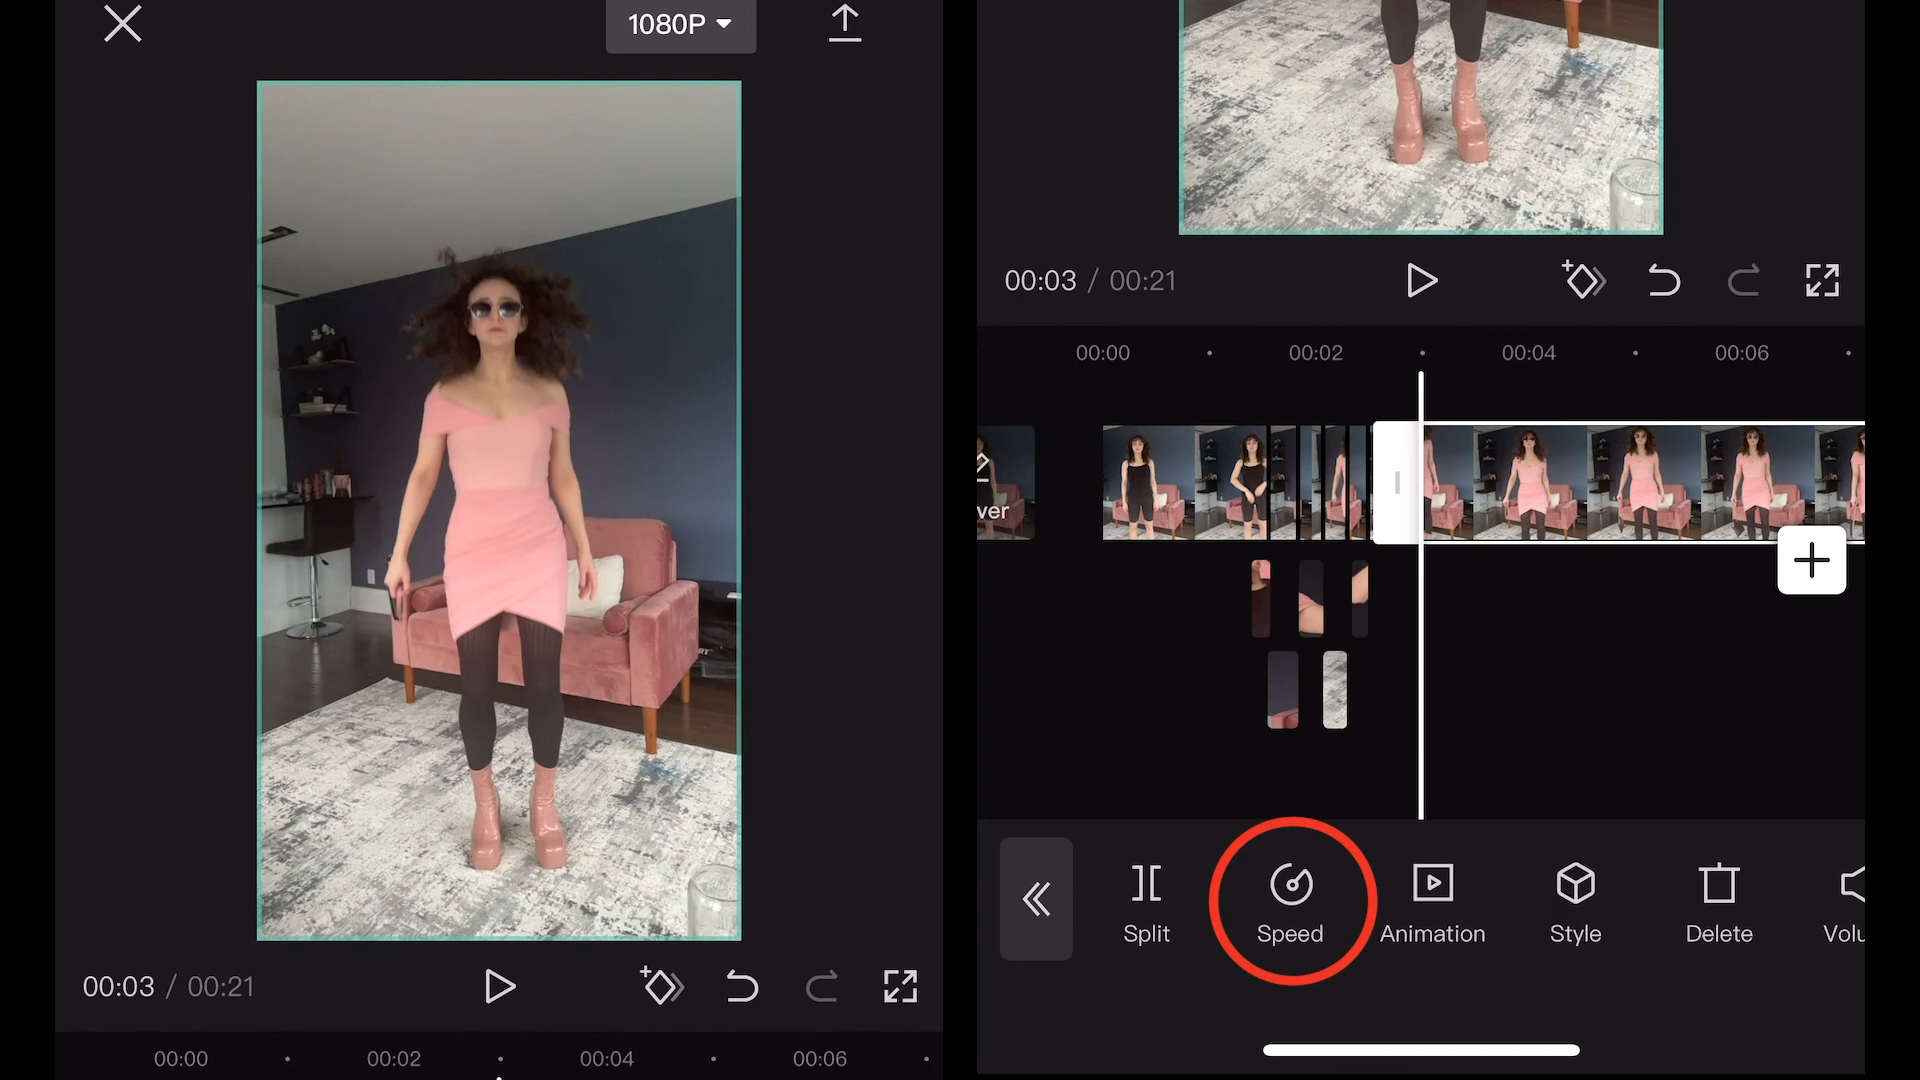 1080P
00:03 / 00:21
00:00
00:02
00:04
00:06
00:03 / 00:21
00:00
00:02
00:04
00:06
ver
Split
Speed
Animation
Style
Delete
Volu